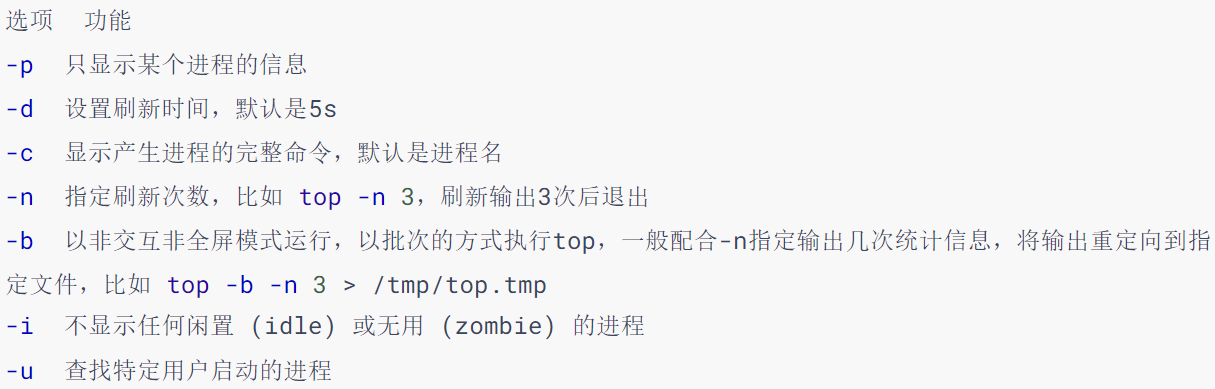 选项  功能
-p  只显示某个进程的信息
-d  设置刷新时间，默认是5s
-c  显示产生进程的完整命令，默认是进程名
-n  指定刷新次数，比如 top -n 3，刷新输出3次后退出
-b  以非交互非全屏模式运行，以批次的方式执行top，一般配合-n指定输出几次统计信息，将输出重定向到指
定文件，比如 top -b -n 3 > /tmp/top.tmp
-i  不显示任何闲置 (idle) 或无用 (zombie) 的进程
-u  查找特定用户启动的进程